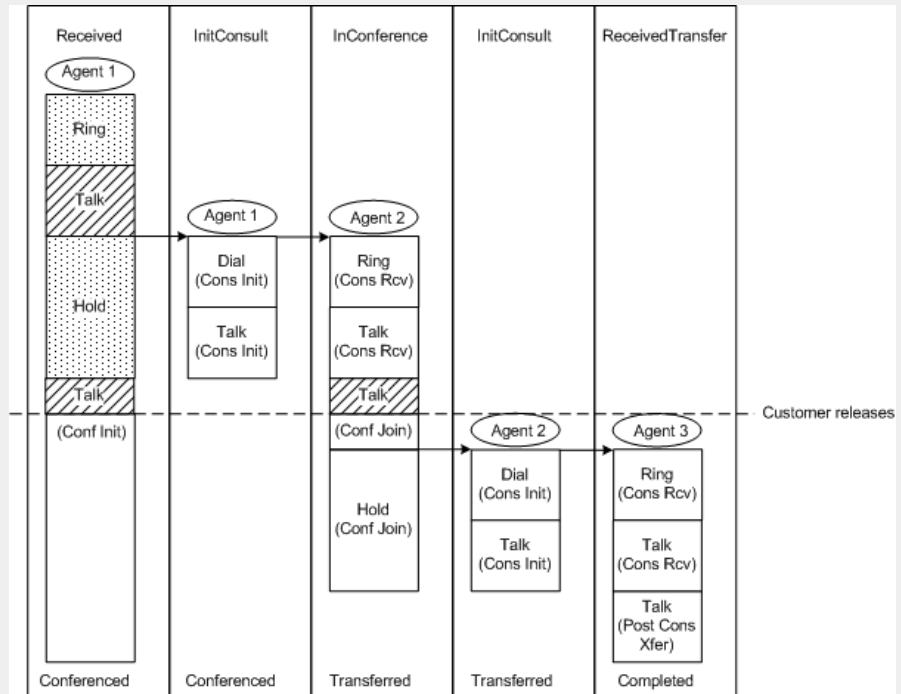 Received
InitConsult
InConference
InitConsult
ReceivedTransfer
Agent 1
Ring
Talk
Hold
Talk
(Conf Init)
Agent 1
Dial
(Cons Init)
Talk
(Cons Init)
Agent 2
Ring
(Cons Rcv)
Talk
(Cons Rcv)
Talk
(Conf Join)
Hold
(Conf Join)
Agent 2
Dial
(Cons Init)
Talk
(Cons Init)
Agent 3
Ring
(Cons Rcv)
Talk
(Cons Rcv)
Talk
(Post Cons
Xfer)
Customer releases
Conferenced
Conferenced
Transferred
Transferred
Completed